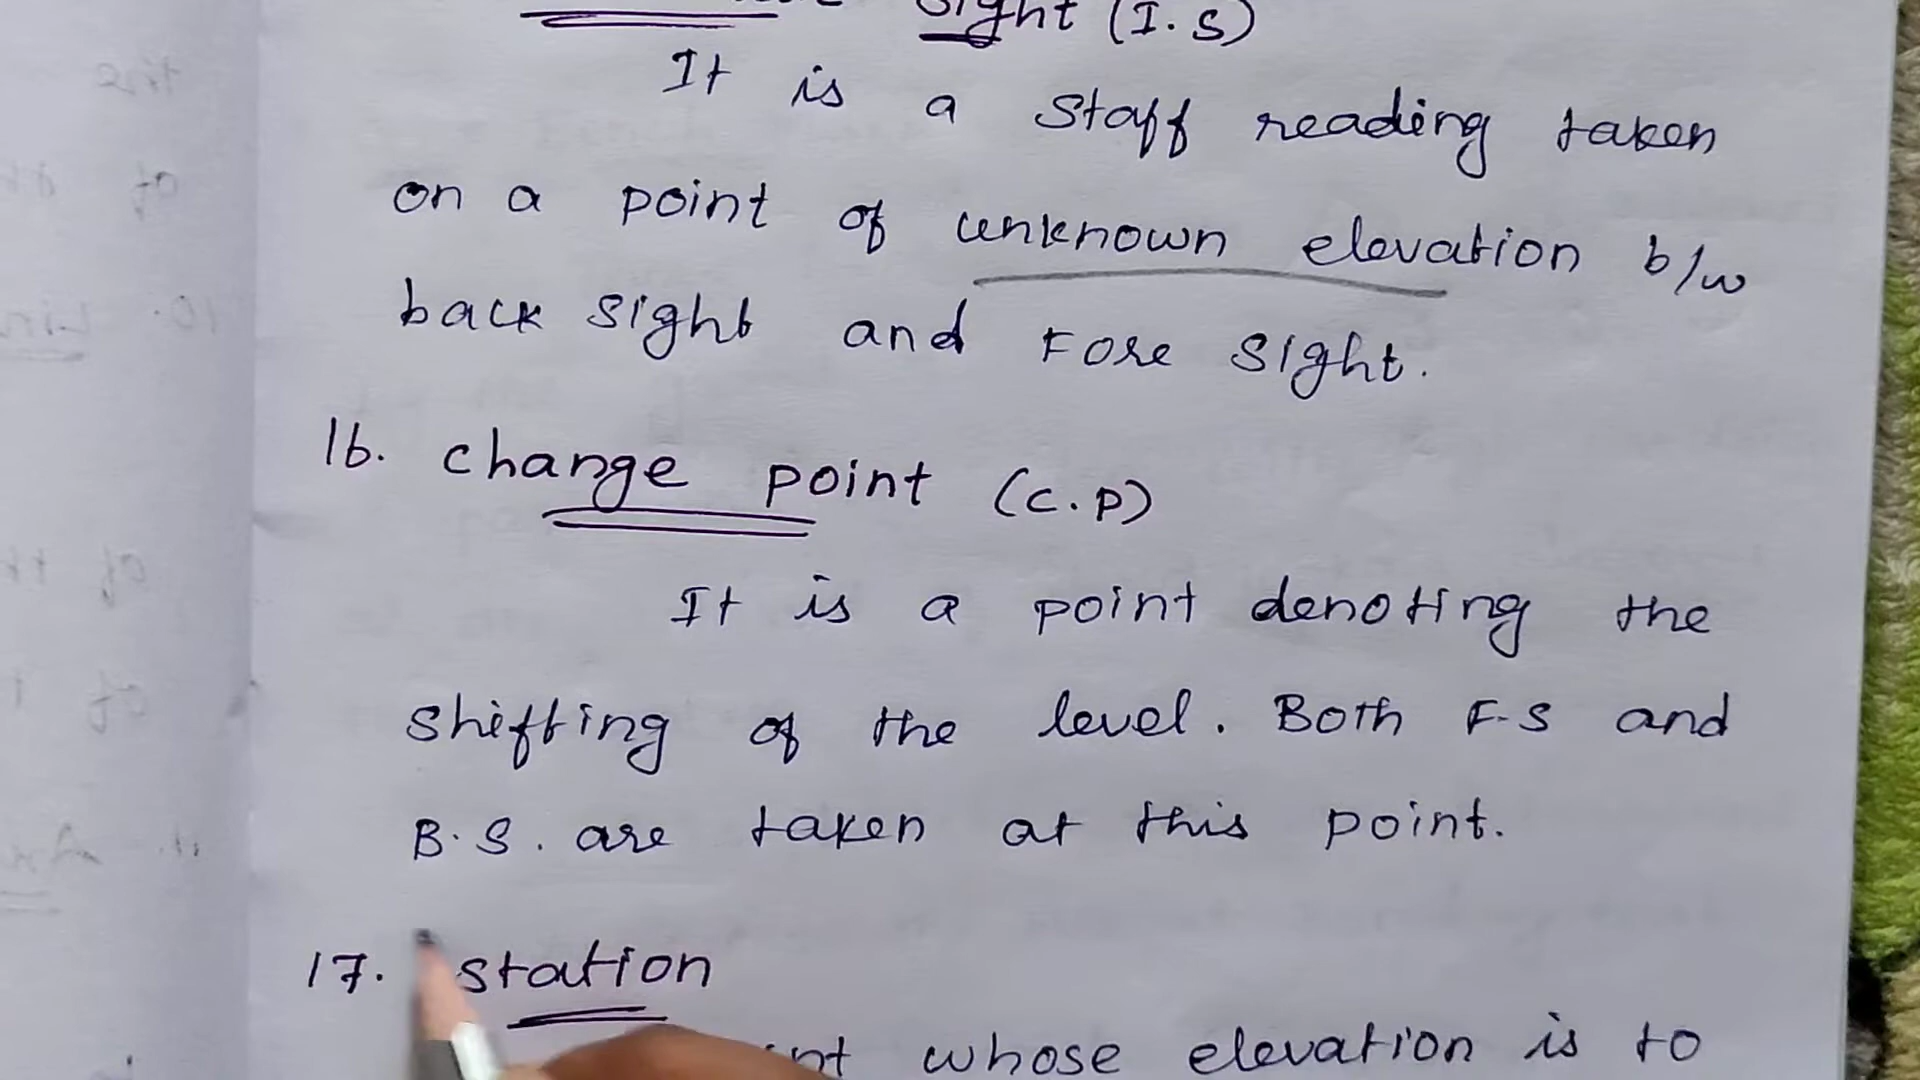 Sight (I.S)
It is a Staff reading taken
on a point of unknown elevation b/w
back sight and Fore Sight.
16. change point (C.P)
It is a point denoting the
shifting of the level. Both F.S and
B.S. are taken at this point.
17. station
whose elevation is to